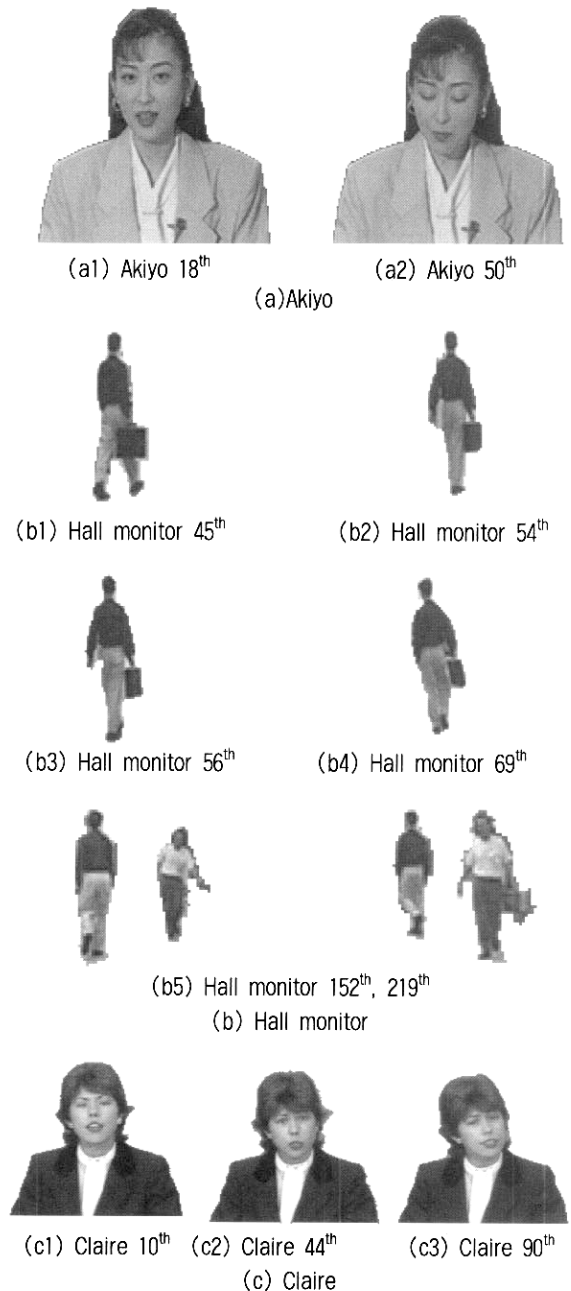 (a1) Akiyo 18th (a2) Akiyo 50th
(a)Akiyo
(b1) Hall monitor 45th (b2) Hall monitor 54th
(b3) Hall monitor 56th (b4) Hall monitor 69th
(b5) Hall monitor 152th, 219th
(b) Hall monitor
(c1) Claire 10th (c2) Claire 44th (c3) Claire 90th
(c) Claire